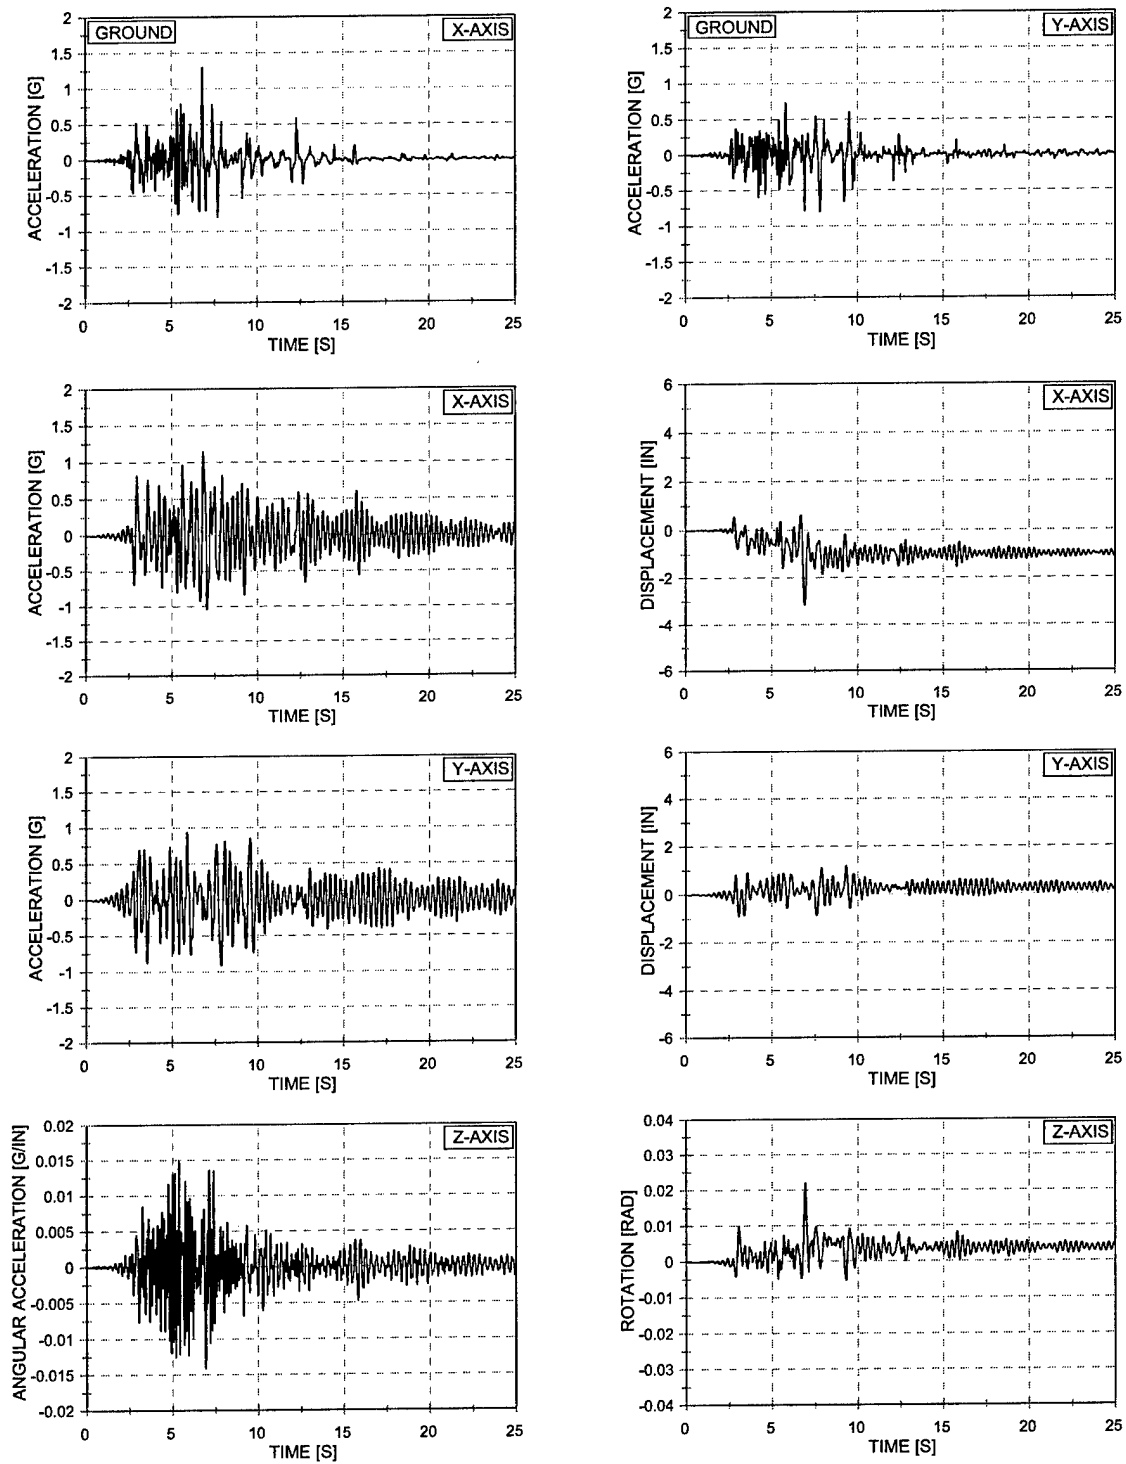 GROUND
X-AXIS
ACCELERATION [G]
2
1.5
1
0.5
0
-0.5
-1
-1.5
-2
0 5 10 15 20 25
TIME [S]
GROUND
Y-AXIS
ACCELERATION [G]
2
1.5
1
0.5
0
-0.5
-1
-1.5
-2
0 5 10 15 20 25
TIME [S]
X-AXIS
ACCELERATION [G]
2
1.5
1
0.5
0
-0.5
-1
-1.5
-2
0 5 10 15 20 25
TIME [S]
X-AXIS
DISPLACEMENT [IN]
6
4
2
0
-2
-4
-6
0 5 10 15 20 25
TIME [S]
Y-AXIS
ACCELERATION [G]
2
1.5
1
0.5
0
-0.5
-1
-1.5
-2
0 5 10 15 20 25
TIME [S]
Y-AXIS
DISPLACEMENT [IN]
6
4
2
0
-2
-4
-6
0 5 10 15 20 25
TIME [S]
Z-AXIS
ANGULAR ACCELERATION [G/IN]
0.02
0.015
0.01
0.005
0
-0.005
-0.01
-0.015
-0.02
0 5 10 15 20 25
TIME [S]
Z-AXIS
ROTATION [RAD]
0.04
0.03
0.02
0.01
0
-0.01
-0.02
-0.03
-0.04
0 5 10 15 20 25
TIME [S]